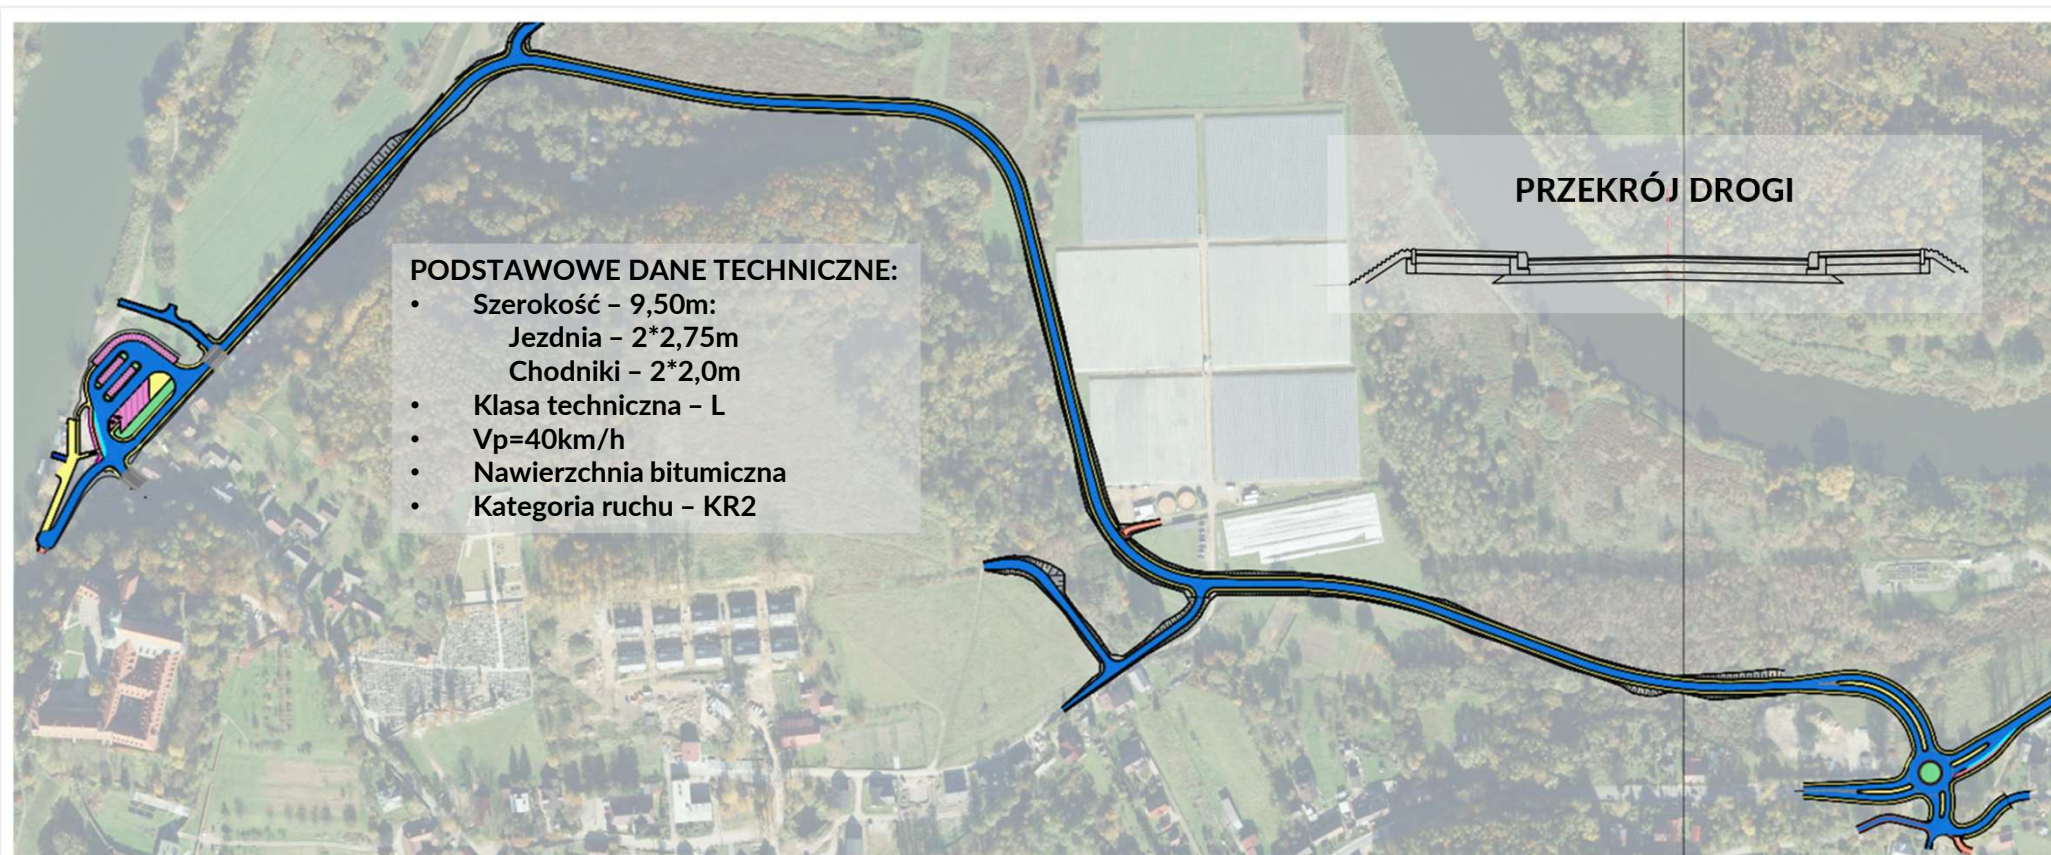 PRZEKRÓJ DROGI
PODSTAWOWE DANE TECHNICZNE:
• Szerokość – 9,50m:
Jezdnia – 2*2,75m
Chodniki – 2*2,0m
• Klasa techniczna – L
• Vp=40km/h
• Nawierzchnia bitumiczna
• Kategoria ruchu – KR2